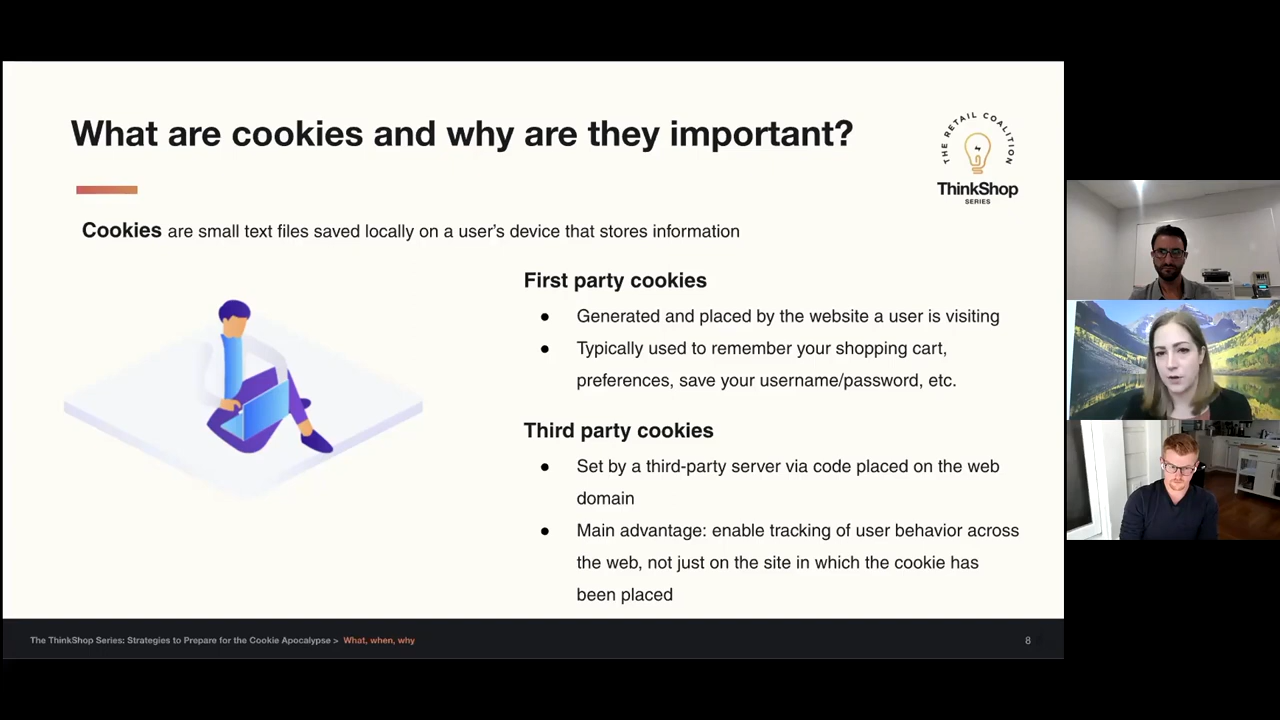 What are cookies and why are they important?
THE RETAIL COALITION
ThinkShop
SERIES
Cookies are small text files saved locally on a user’s device that stores information
First party cookies
● Generated and placed by the website a user is visiting
● Typically used to remember your shopping cart,
preferences, save your username/password, etc.
Third party cookies
● Set by a third-party server via code placed on the web
domain
● Main advantage: enable tracking of user behavior across
the web, not just on the site in which the cookie has
been placed
The ThinkShop Series: Strategies to Prepare for the Cookie Apocalypse > What, when, why
8